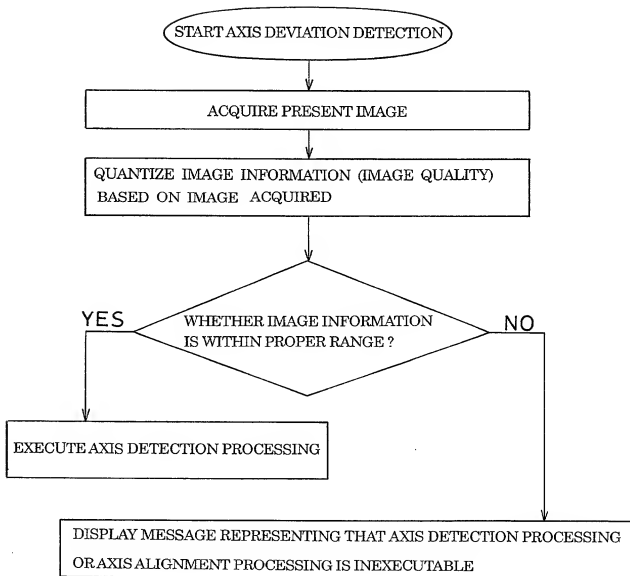 START AXIS DEVIATION DETECTION
ACQUIRE PRESENT IMAGE
QUANTIZE IMAGE INFORMATION (IMAGE QUALITY)
BASED ON IMAGE ACQUIRED
WHETHER IMAGE INFORMATION
IS WITHIN PROPER RANGE ?
YES
NO
EXECUTE AXIS DETECTION PROCESSING
DISPLAY MESSAGE REPRESENTING THAT AXIS DETECTION PROCESSING
OR AXIS ALIGNMENT PROCESSING IS INEXECUTABLE